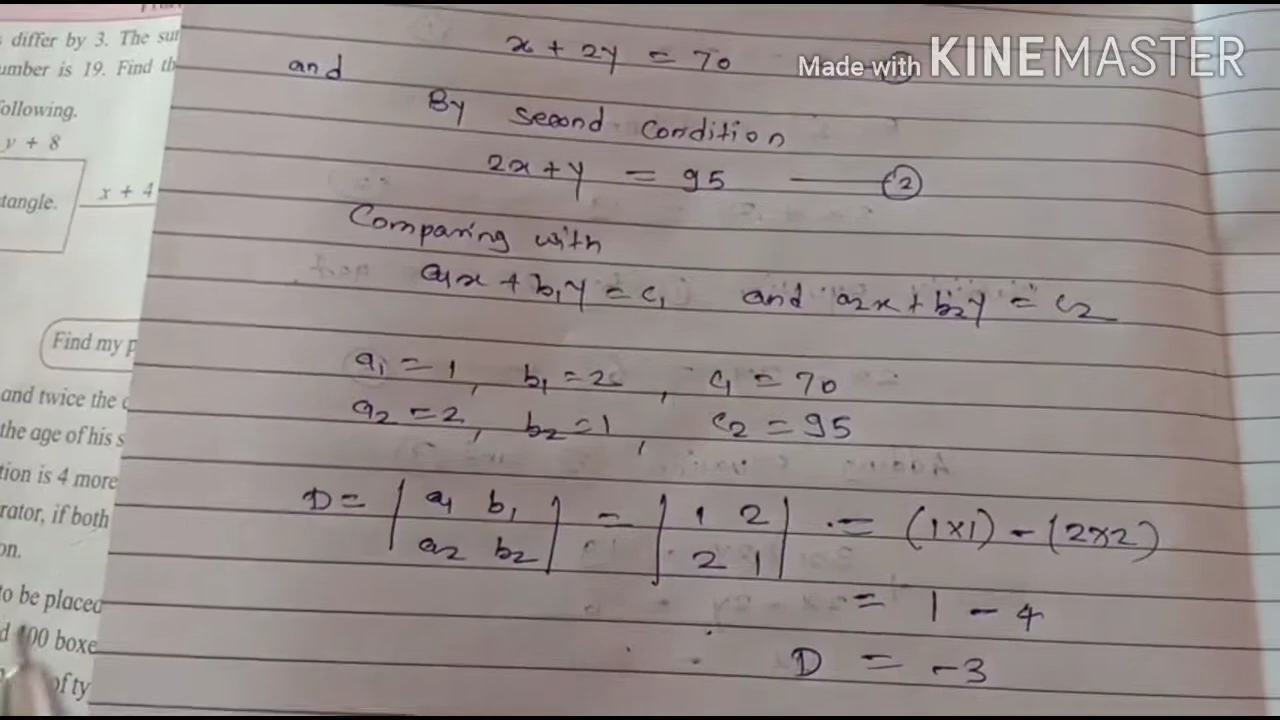 differ by 3. The sur
umber is 19. Find th
ollowing.
y + 8
tangle.
x + 4
Find my p
and twice the
the age of his s
tion is 4 more
rator, if both
on.
to be placed
d 100 boxe
of ty
Made with KINEMASTER
x + 2y = 70
and
By second condition
2x + y = 95 —— (2)
Comparing with
a₁x + b₁y = c₁ and a₂x + b₂y = c₂
a₁ = 1, b₁ = 2, c₁ = 70
a₂ = 2, b₂ = 1, c₂ = 95
D = | a₁ b₁ | = | 1 2 | = (1×1) - (2×2)
| a₂ b₂ | | 2 1 |
= 1 - 4
D = -3